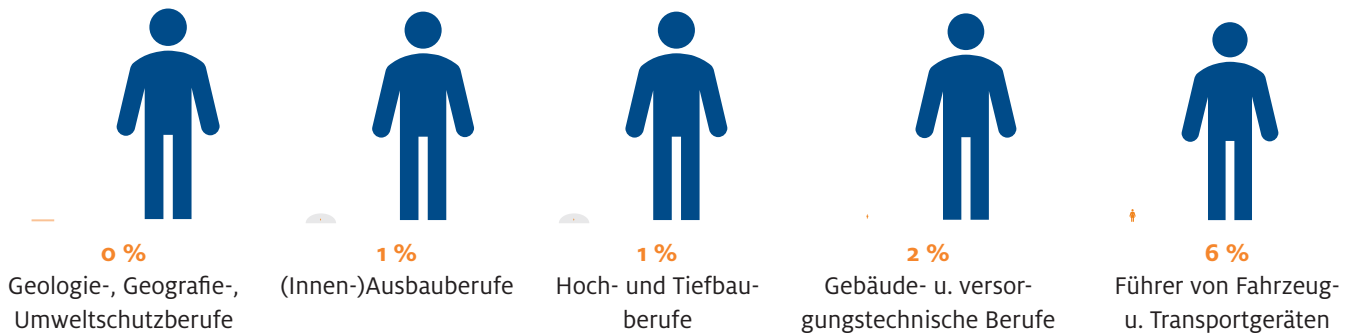 0 %
Geologie-, Geografie-,
Umweltschutzberufe
1 %
(Innen-)Ausbauberufe
1 %
Hoch- und Tiefbau-
berufe
2 %
Gebäude- u. versor-
gungstechnische Berufe
6 %
Führer von Fahrzeug-
u. Transportgeräten